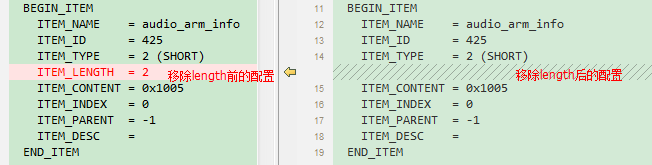 BEGIN_ITEM
ITEM_NAME = audio_arm_info
ITEM_ID = 425
ITEM_TYPE = 2 (SHORT)
ITEM_LENGTH = 2 移除length前的配置
ITEM_CONTENT = 0x1005
ITEM_INDEX = 0
ITEM_PARENT = -1
ITEM_DESC =
END_ITEM
11 BEGIN_ITEM
12 ITEM_NAME = audio_arm_info
13 ITEM_ID = 425
14 ITEM_TYPE = 2 (SHORT)
移除length后的配置
15 ITEM_CONTENT = 0x1005
16 ITEM_INDEX = 0
17 ITEM_PARENT = -1
18 ITEM_DESC =
19 END_ITEM